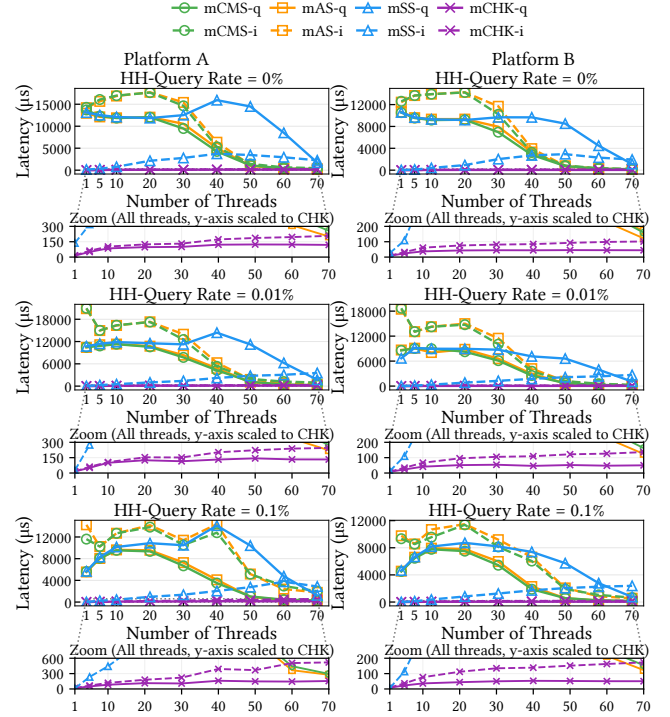 mCMS-q mAS-q mSS-q mCHK-q
mCMS-i mAS-i mSS-i mCHK-i
Platform A
HH-Query Rate = 0%
Latency (µs)
15000
10000
5000
0
1 5 10 20 30 40 50 60 70
Number of Threads
Zoom (All threads, y-axis scaled to CHK)
300
150
0
1 10 20 30 40 50 60 70
HH-Query Rate = 0.01%
Latency (µs)
18000
12000
6000
0
1 5 10 20 30 40 50 60 70
Number of Threads
Zoom (All threads, y-axis scaled to CHK)
300
150
0
1 10 20 30 40 50 60 70
HH-Query Rate = 0.1%
Latency (µs)
12000
8000
4000
0
1 5 10 20 30 40 50 60 70
Number of Threads
Zoom (All threads, y-axis scaled to CHK)
600
300
0
1 10 20 30 40 50 60 70
Platform B
HH-Query Rate = 0%
Latency (µs)
12000
8000
4000
0
1 5 10 20 30 40 50 60 70
Number of Threads
Zoom (All threads, y-axis scaled to CHK)
200
100
0
1 10 20 30 40 50 60 70
HH-Query Rate = 0.01%
Latency (µs)
18000
12000
6000
0
1 5 10 20 30 40 50 60 70
Number of Threads
Zoom (All threads, y-axis scaled to CHK)
200
100
0
1 10 20 30 40 50 60 70
HH-Query Rate = 0.1%
Latency (µs)
12000
8000
4000
0
1 5 10 20 30 40 50 60 70
Number of Threads
Zoom (All threads, y-axis scaled to CHK)
200
100
0
1 10 20 30 40 50 60 70